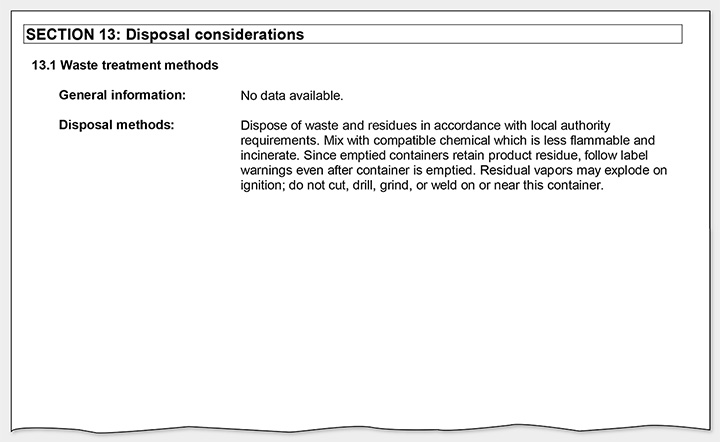 SECTION 13: Disposal considerations
13.1 Waste treatment methods
General information: No data available.
Disposal methods: Dispose of waste and residues in accordance with local authority
requirements. Mix with compatible chemical which is less flammable and
incinerate. Since emptied containers retain product residue, follow label
warnings even after container is emptied. Residual vapors may explode on
ignition; do not cut, drill, grind, or weld on or near this container.